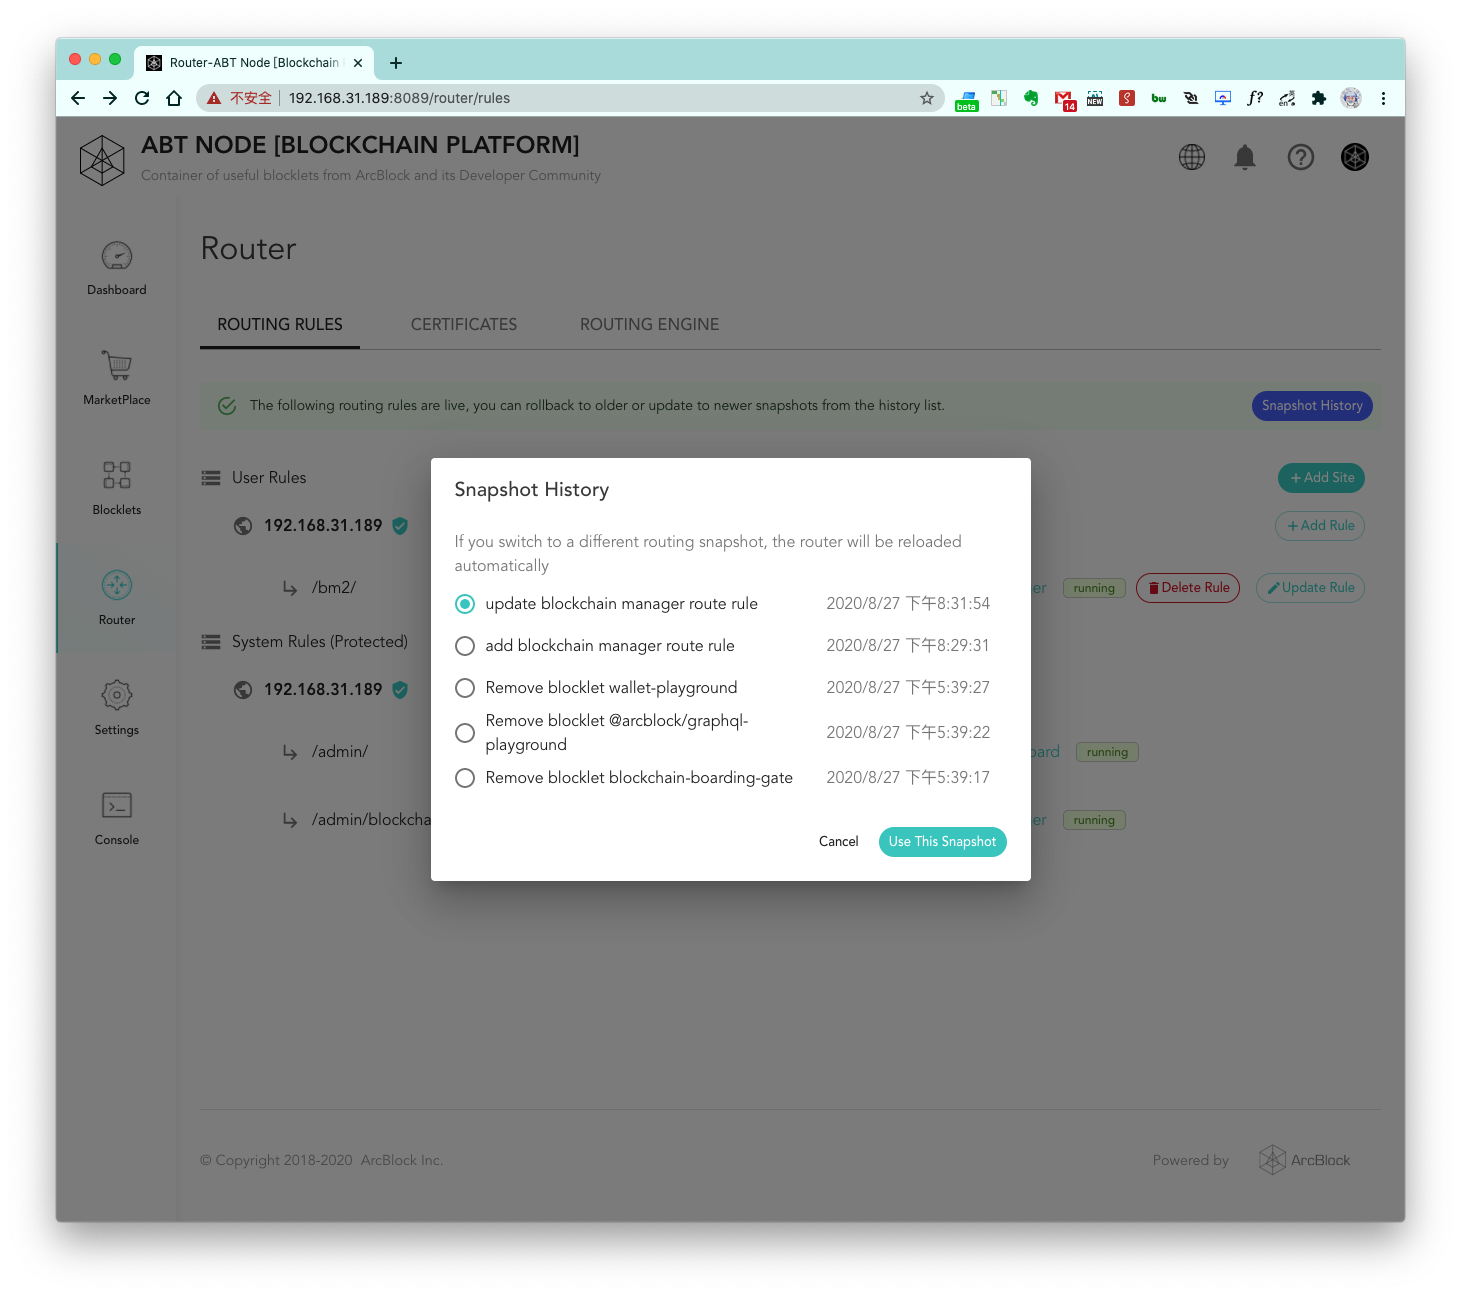 Router-ABT Node [Blockchain
不安全 192.168.31.189:8089/router/rules
beta
14
NEW
bw
f?
en
ABT NODE [BLOCKCHAIN PLATFORM]
Container of useful blocklets from ArcBlock and its Developer Community
Dashboard
MarketPlace
Blocklets
Router
Settings
Console
Router
ROUTING RULES CERTIFICATES ROUTING ENGINE
The following routing rules are live, you can rollback to older or update to newer snapshots from the history list. Snapshot History
User Rules + Add Site
192.168.31.189 + Add Rule
/bm2/ er running Delete Rule Update Rule
System Rules (Protected)
192.168.31.189
/admin/ oard running
/admin/blockcha er running
Snapshot History
If you switch to a different routing snapshot, the router will be reloaded
automatically
update blockchain manager route rule 2020/8/27 下午8:31:54
add blockchain manager route rule 2020/8/27 下午8:29:31
Remove blocklet wallet-playground 2020/8/27 下午5:39:27
Remove blocklet @arcblock/graphql-
playground 2020/8/27 下午5:39:22
Remove blocklet blockchain-boarding-gate 2020/8/27 下午5:39:17
Cancel Use This Snapshot
© Copyright 2018-2020 ArcBlock Inc. Powered by ArcBlock